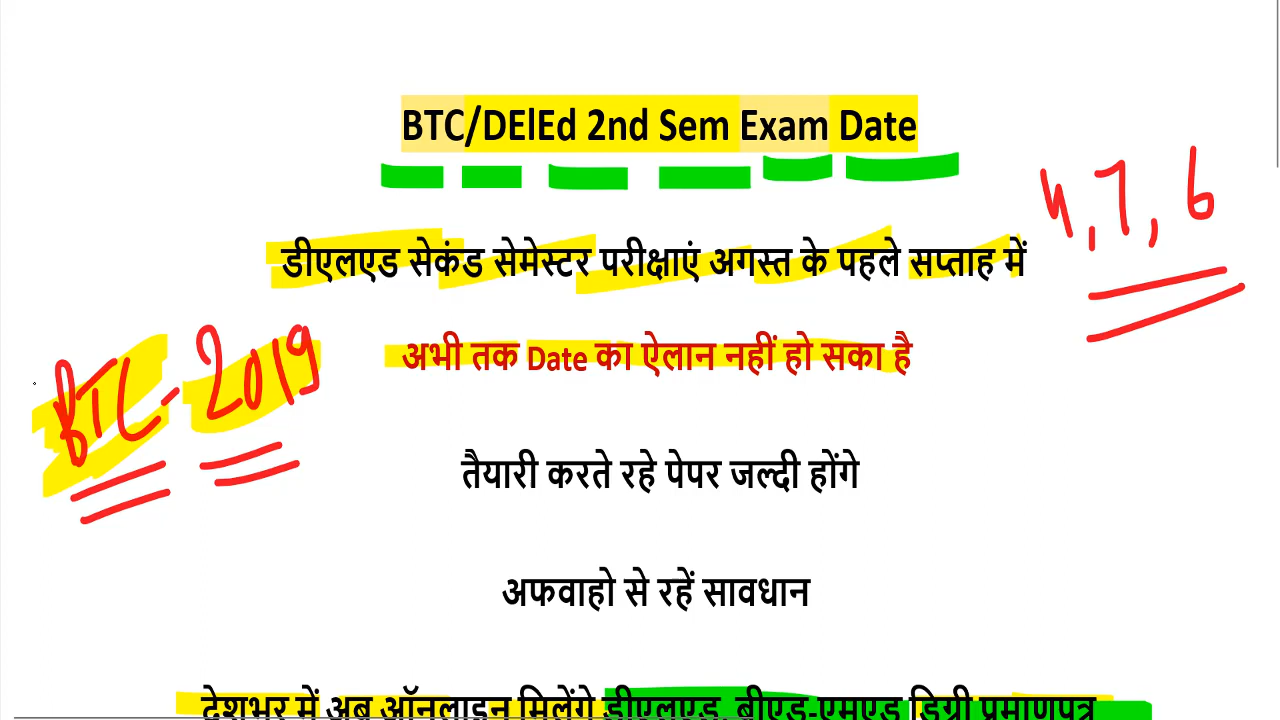 BTC/DElEd 2nd Sem Exam Date
4, 7, 6
डीएलएड सेकंड सेमेस्टर परीक्षाएं अगस्त के पहले सप्ताह में
BTC-2019
अभी तक Date का ऐलान नहीं हो सका है
तैयारी करते रहे पेपर जल्दी होंगे
अफवाहो से रहें सावधान
देशभर में अब ऑनलाइन मिलेंगे डीएलएड, बीएड-एमएड डिग्री प्रमाणपत्र